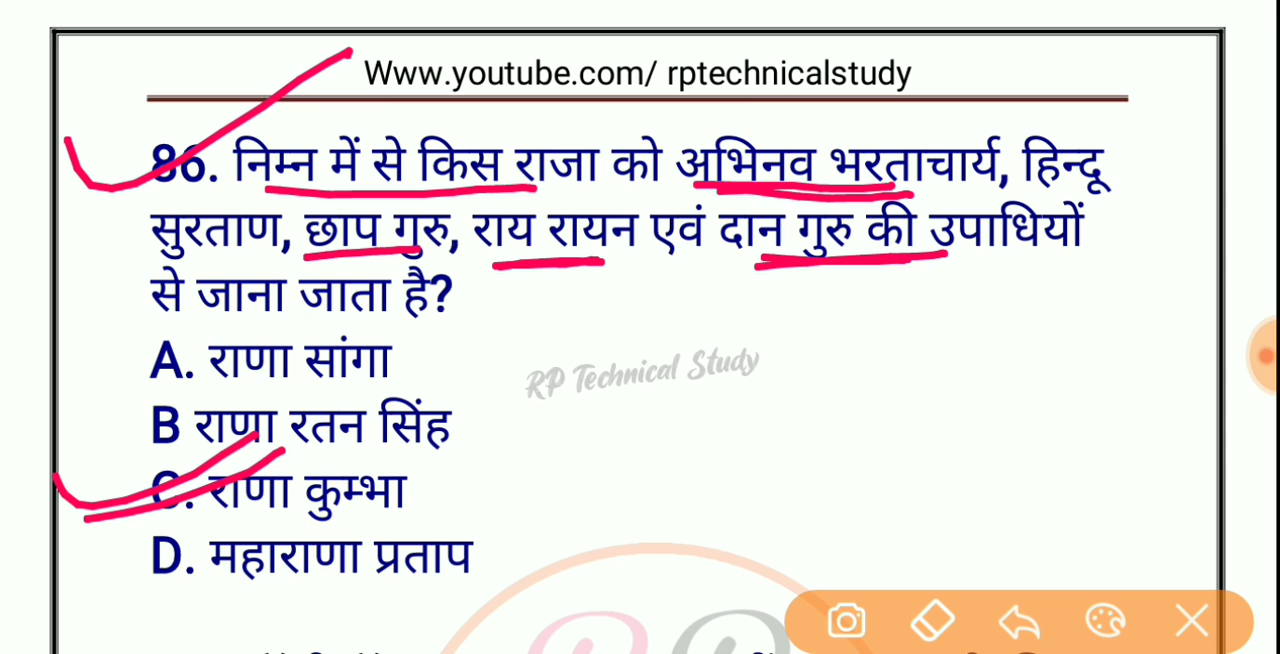 Www.youtube.com/ rptechnicalstudy
86. निम्न में से किस राजा को अभिनव भरताचार्य, हिन्दू
सुरताण, छाप गुरु, राय रायन एवं दान गुरु की उपाधियों
से जाना जाता है?
A. राणा सांगा
RP Technical Study
B राणा रतन सिंह
C. राणा कुम्भा
D. महाराणा प्रताप